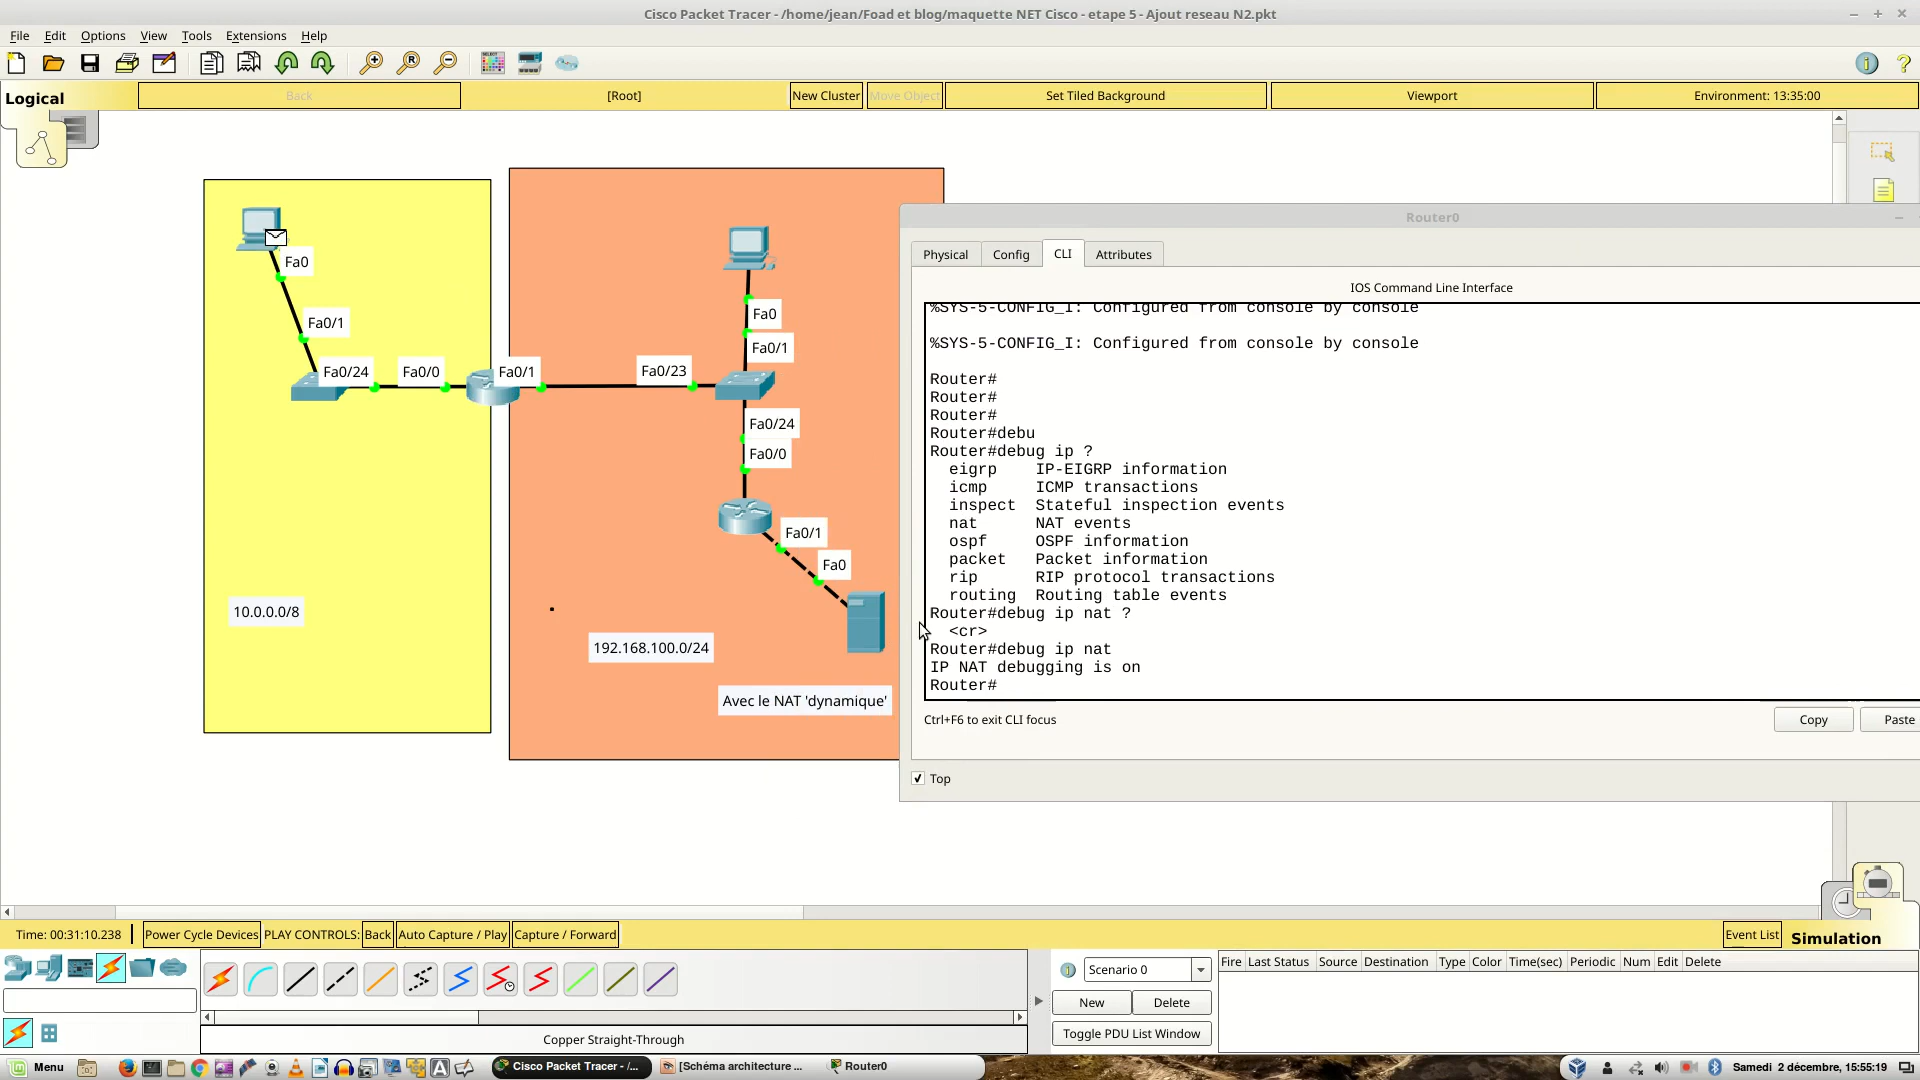 Cisco Packet Tracer - /home/jean/Foad et blog/maquette NET Cisco - etape 5 - Ajout reseau N2.pkt
File Edit Options View Tools Extensions Help
Logical
Back
[Root]
New Cluster
Move Object
Set Tiled Background
Viewport
Environment: 13:35:00
Fa0
Fa0/1
Fa0/24
Fa0/0
Fa0/1
Fa0/23
Fa0
Fa0/1
Fa0/24
Fa0/0
Fa0/1
Fa0
10.0.0.0/8
192.168.100.0/24
Avec le NAT 'dynamique'
Router0
Physical
Config
CLI
Attributes
IOS Command Line Interface
%SYS-5-CONFIG_I: Configured from console by console
%SYS-5-CONFIG_I: Configured from console by console
Router#
Router#
Router#
Router#debu
Router#debug ip ?
eigrp IP-EIGRP information
icmp ICMP transactions
inspect Stateful inspection events
nat NAT events
ospf OSPF information
packet Packet information
rip RIP protocol transactions
routing Routing table events
Router#debug ip nat ?
<cr>
Router#debug ip nat
IP NAT debugging is on
Router#
Ctrl+F6 to exit CLI focus
Copy
Paste
Top
Time: 00:31:10.238
Power Cycle Devices
PLAY CONTROLS:
Back
Auto Capture / Play
Capture / Forward
Event List
Simulation
Scenario 0
New
Delete
Toggle PDU List Window
Fire Last Status Source Destination Type Color Time(sec) Periodic Num Edit Delete
Copper Straight-Through
Menu
Cisco Packet Tracer - /...
[Schéma architecture ...
Router0
Samedi 2 décembre, 15:55:19